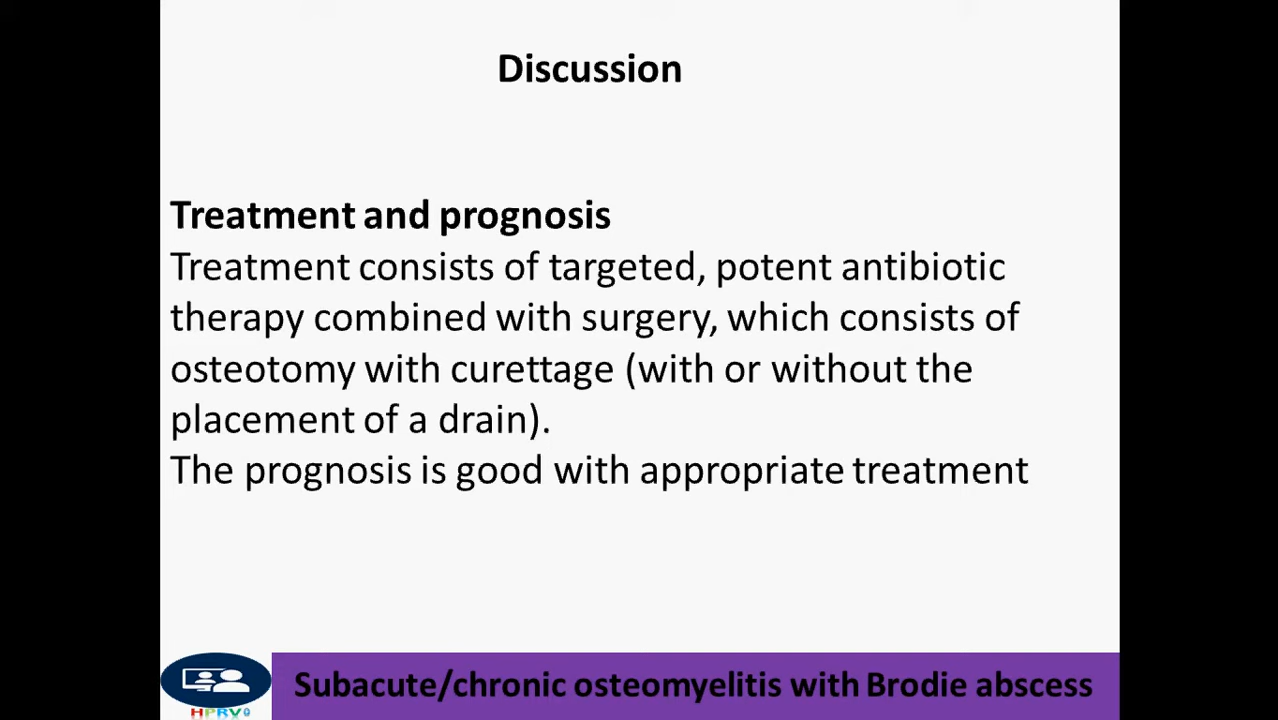 Discussion
Treatment and prognosis
Treatment consists of targeted, potent antibiotic
therapy combined with surgery, which consists of
osteotomy with curettage (with or without the
placement of a drain).
The prognosis is good with appropriate treatment
Subacute/chronic osteomyelitis with Brodie abscess
HPRV